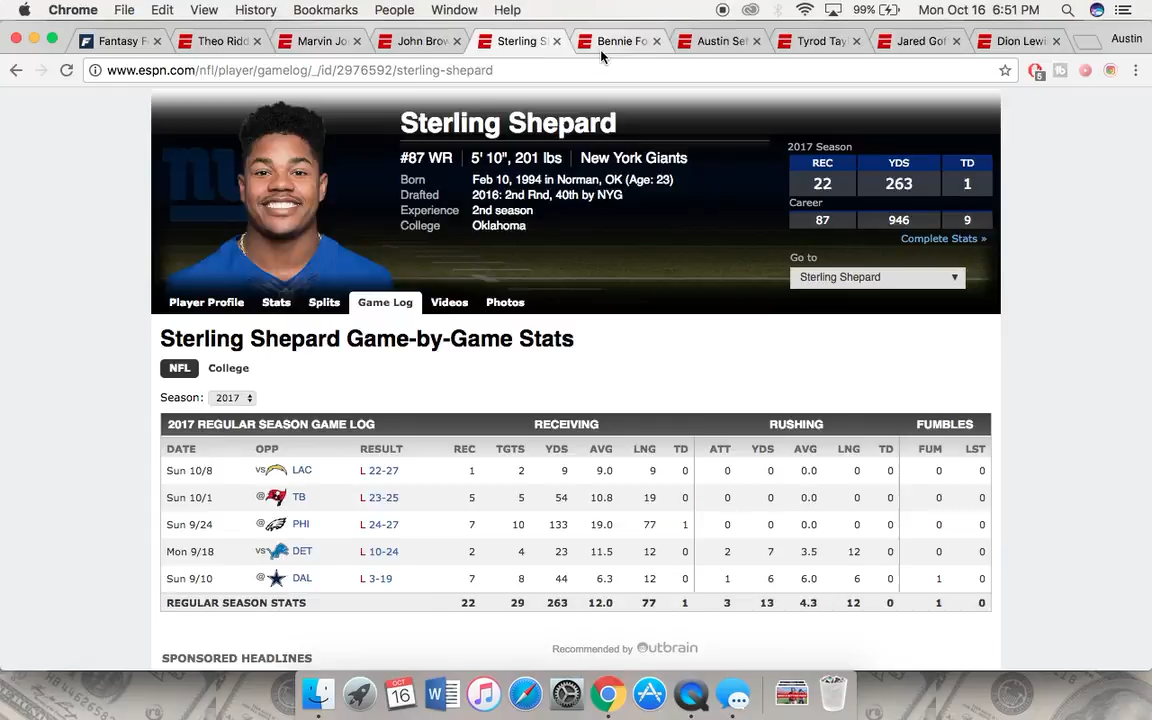 Chrome File Edit View History Bookmarks People Window Help 99% Mon Oct 16 6:51 PM
Fantasy F Theo Ridd Marvin Jo John Brow Sterling S Bennie Fo Austin Sef Tyrod Tay Jared Gof Dion Lewi Austin
www.espn.com/nfl/player/gamelog/_/id/2976592/sterling-shepard 5
Sterling Shepard
#87 WR 5' 10", 201 lbs New York Giants
Born Feb 10, 1994 in Norman, OK (Age: 23)
Drafted 2016: 2nd Rnd, 40th by NYG
Experience 2nd season
College Oklahoma
2017 Season
REC YDS TD
22 263 1
Career
87 946 9
Complete Stats »
Go to
Sterling Shepard
Player Profile Stats Splits Game Log Videos Photos
Sterling Shepard Game-by-Game Stats
NFL College
Season: 2017
2017 REGULAR SEASON GAME LOG RECEIVING RUSHING FUMBLES
DATE OPP RESULT REC TGTS YDS AVG LNG TD ATT YDS AVG LNG TD FUM LST
Sun 10/8 vs LAC L 22-27 1 2 9 9.0 9 0 0 0 0.0 0 0 0 0
Sun 10/1 @ TB L 23-25 5 5 54 10.8 19 0 0 0 0.0 0 0 0 0
Sun 9/24 @ PHI L 24-27 7 10 133 19.0 77 1 0 0 0.0 0 0 0 0
Mon 9/18 vs DET L 10-24 2 4 23 11.5 12 0 2 7 3.5 12 0 0 0
Sun 9/10 @ DAL L 3-19 7 8 44 6.3 12 0 1 6 6.0 6 0 1 0
REGULAR SEASON STATS 22 29 263 12.0 77 1 3 13 4.3 12 0 1 0
Recommended by Outbrain
SPONSORED HEADLINES
OCT
16
W